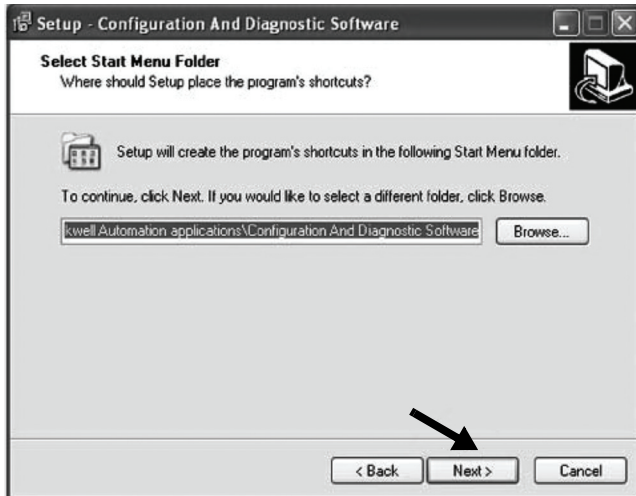 Setup - Configuration And Diagnostic Software
Select Start Menu Folder
Where should Setup place the program's shortcuts?
Setup will create the program's shortcuts in the following Start Menu folder.
To continue, click Next. If you would like to select a different folder, click Browse.
kwell Automation applications\Configuration And Diagnostic Software
Browse...
< Back
Next >
Cancel